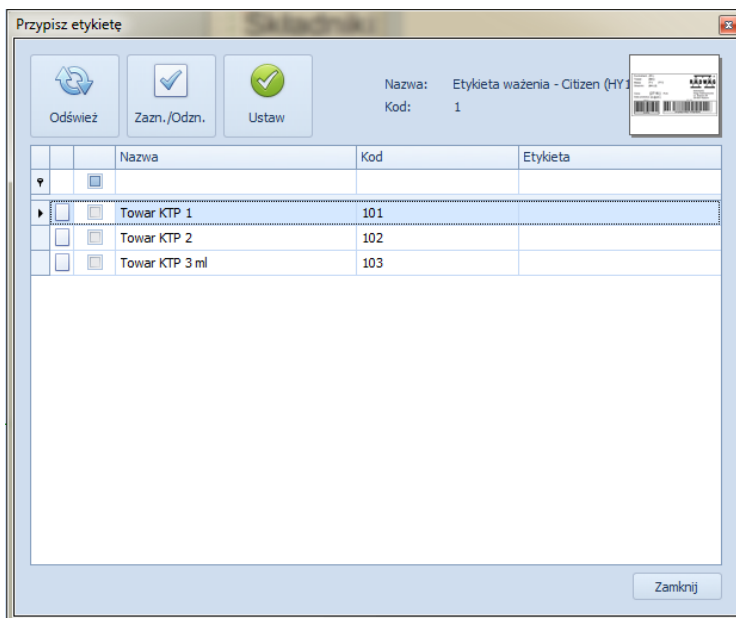 Przypisz etykietę
Składniki
Odśwież
Zazn./Odzn.
Ustaw
Nazwa: Etykieta ważenia - Citizen (HY1
Kod: 1
Nazwa Kod Etykieta
Towar KTP 1 101
Towar KTP 2 102
Towar KTP 3 ml 103
Zamknij